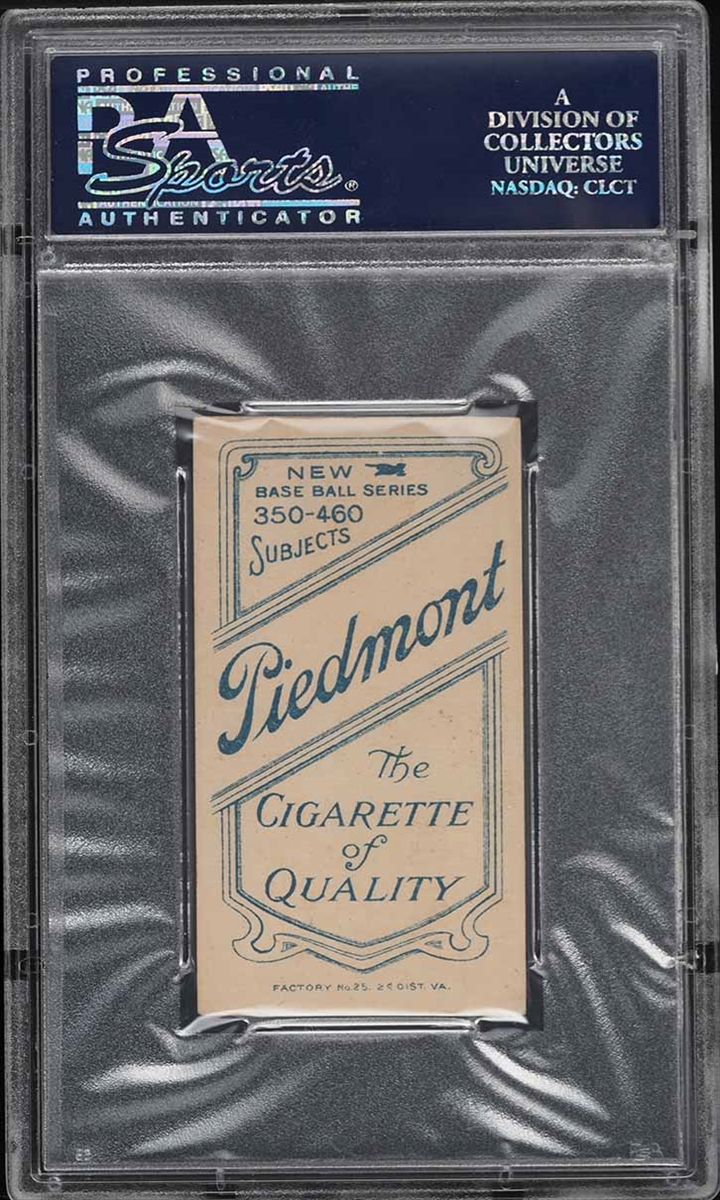 PROFESSIONAL
PSA
Sports®
AUTHENTICATOR
A
DIVISION OF
COLLECTORS
UNIVERSE
NASDAQ: CLCT
NEW
BASE BALL SERIES
350-460
SUBJECTS
Piedmont
The
CIGARETTE
of
QUALITY
FACTORY No.25. 2D DIST. VA.